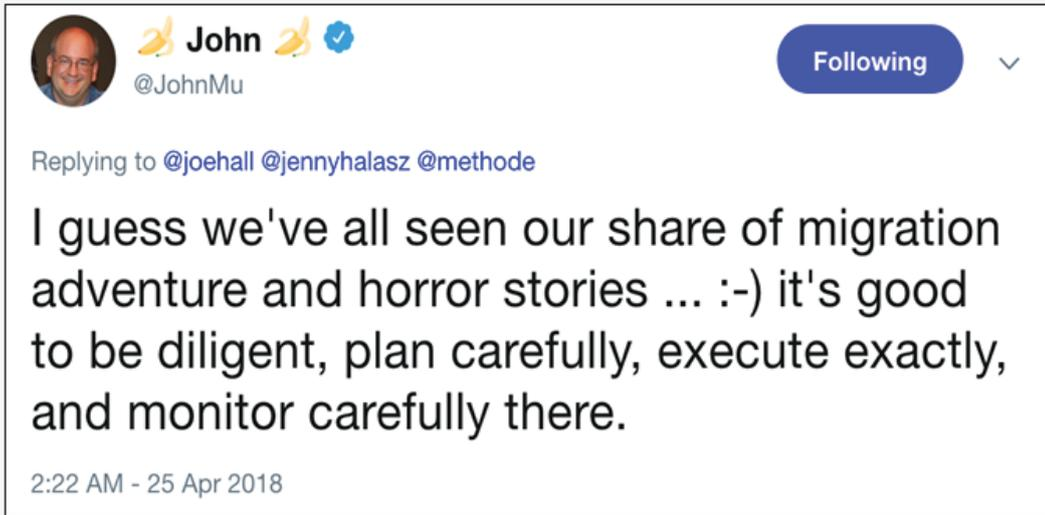 🍌 John 🍌
@JohnMu
Following
Replying to @joehall @jennyhalasz @methode
I guess we've all seen our share of migration
adventure and horror stories ... :-) it's good
to be diligent, plan carefully, execute exactly,
and monitor carefully there.
2:22 AM - 25 Apr 2018